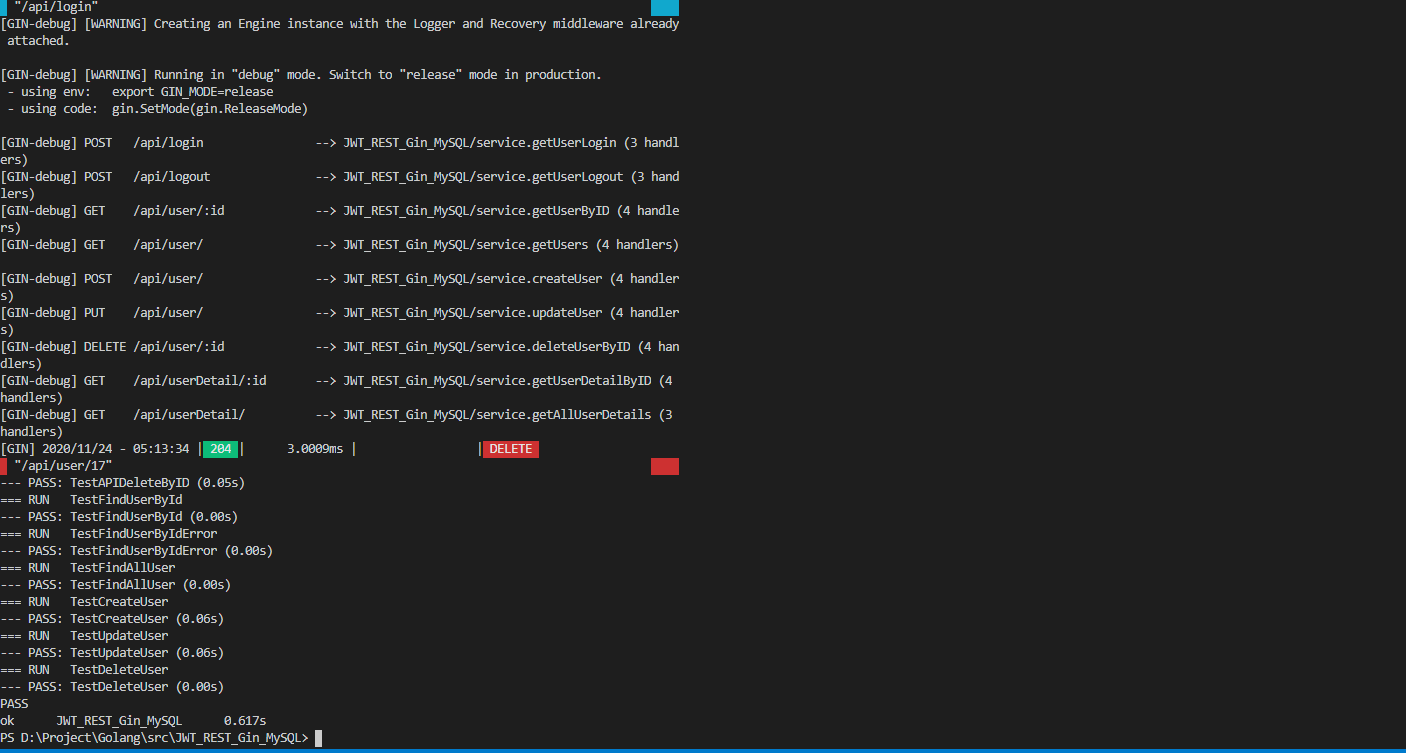 "/api/login"
[GIN-debug] [WARNING] Creating an Engine instance with the Logger and Recovery middleware already
 attached.
[GIN-debug] [WARNING] Running in "debug" mode. Switch to "release" mode in production.
 - using env:   export GIN_MODE=release
 - using code:  gin.SetMode(gin.ReleaseMode)
[GIN-debug] POST   /api/login                --> JWT_REST_Gin_MySQL/service.getUserLogin (3 handl
ers)
[GIN-debug] POST   /api/logout               --> JWT_REST_Gin_MySQL/service.getUserLogout (3 hand
lers)
[GIN-debug] GET    /api/user/:id             --> JWT_REST_Gin_MySQL/service.getUserByID (4 handle
rs)
[GIN-debug] GET    /api/user/                --> JWT_REST_Gin_MySQL/service.getUsers (4 handlers)
[GIN-debug] POST   /api/user/                --> JWT_REST_Gin_MySQL/service.createUser (4 handler
s)
[GIN-debug] PUT    /api/user/                --> JWT_REST_Gin_MySQL/service.updateUser (4 handler
s)
[GIN-debug] DELETE /api/user/:id             --> JWT_REST_Gin_MySQL/service.deleteUserByID (4 han
dlers)
[GIN-debug] GET    /api/userDetail/:id       --> JWT_REST_Gin_MySQL/service.getUserDetailByID (4
handlers)
[GIN-debug] GET    /api/userDetail/          --> JWT_REST_Gin_MySQL/service.getAllUserDetails (3
handlers)
[GIN] 2020/11/24 - 05:13:34 | 204 |      3.0009ms |                 | DELETE
"/api/user/17"
--- PASS: TestAPIDeleteByID (0.05s)
=== RUN   TestFindUserById
--- PASS: TestFindUserById (0.00s)
=== RUN   TestFindUserByIdError
--- PASS: TestFindUserByIdError (0.00s)
=== RUN   TestFindAllUser
--- PASS: TestFindAllUser (0.00s)
=== RUN   TestCreateUser
--- PASS: TestCreateUser (0.06s)
=== RUN   TestUpdateUser
--- PASS: TestUpdateUser (0.06s)
=== RUN   TestDeleteUser
--- PASS: TestDeleteUser (0.00s)
PASS
ok      JWT_REST_Gin_MySQL      0.617s
PS D:\Project\Golang\src\JWT_REST_Gin_MySQL>